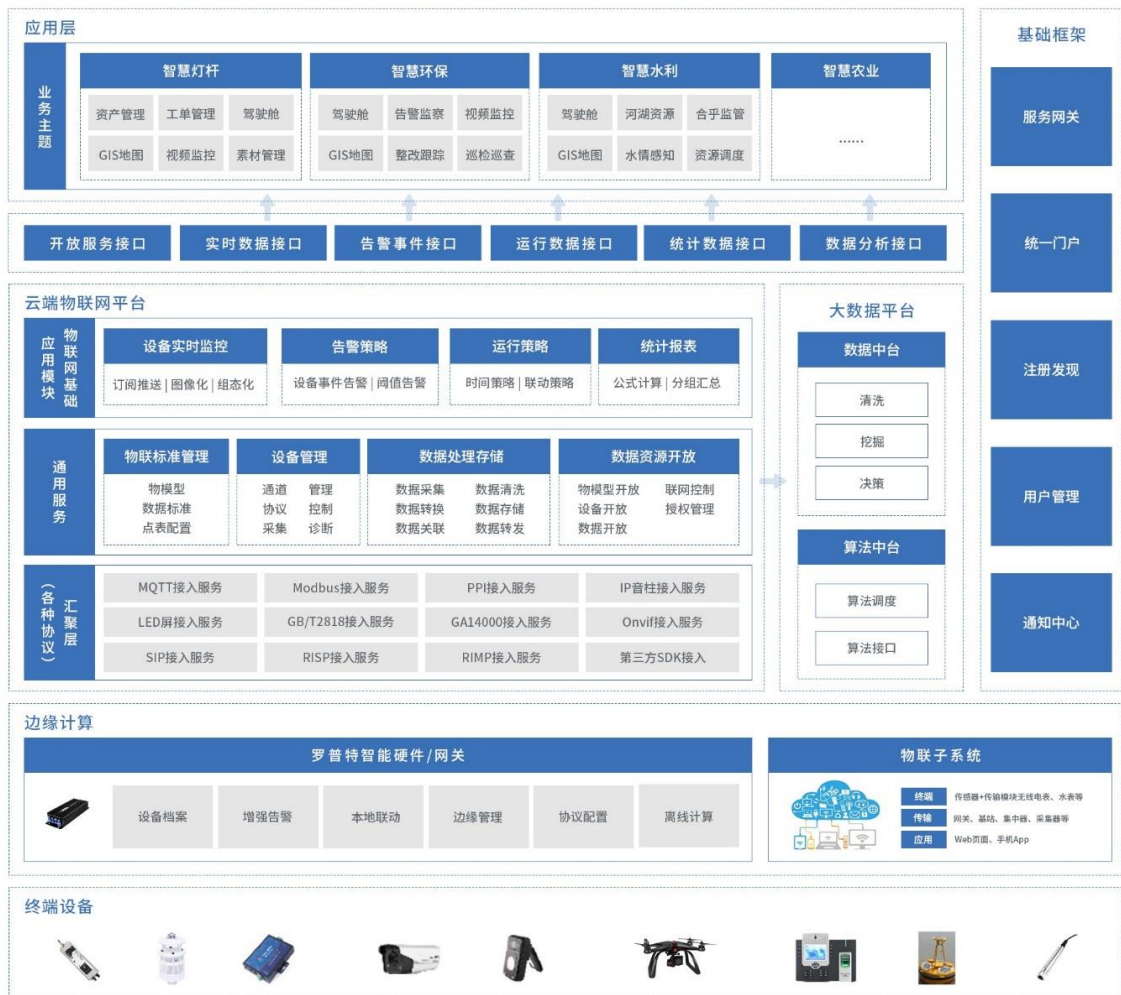 应用层
业务主题
智慧灯杆
资产管理 工单管理 驾驶舱
GIS地图 视频监控 素材管理
智慧环保
驾驶舱 告警监察 视频监控
GIS地图 整改跟踪 巡检巡查
智慧水利
驾驶舱 河湖资源 合乎监管
GIS地图 水情感知 资源调度
智慧农业
......
开放服务接口 实时数据接口 告警事件接口 运行数据接口 统计数据接口 数据分析接口
云端物联网平台
物联网基础
应用模块
设备实时监控
订阅推送 | 图像化 | 组态化
告警策略
设备事件告警 | 阈值告警
运行策略
时间策略 | 联动策略
统计报表
公式计算 | 分组汇总
通用服务
物联标准管理
物模型
数据标准
点表配置
设备管理
通道 管理
协议 控制
采集 诊断
数据处理存储
数据采集 数据清洗
数据转换 数据存储
数据关联 数据转发
数据资源开放
物模型开放 联网控制
设备开放 授权管理
数据开放
汇聚层
(各种协议)
MQTT接入服务 Modbus接入服务 PPI接入服务 IP音柱接入服务
LED屏接入服务 GB/T2818接入服务 GA14000接入服务 Onvif接入服务
SIP接入服务 RISP接入服务 RIMP接入服务 第三方SDK接入
大数据平台
数据中台
清洗
挖掘
决策
算法中台
算法调度
算法接口
基础框架
服务网关
统一门户
注册发现
用户管理
通知中心
边缘计算
罗普特智能硬件/网关
设备档案 增强告警 本地联动 边缘管理 协议配置 离线计算
物联子系统
终端 传感器+传输模块无线电表、水表等
传输 网关、基站、集中器、采集器等
应用 Web页面、手机App
终端设备